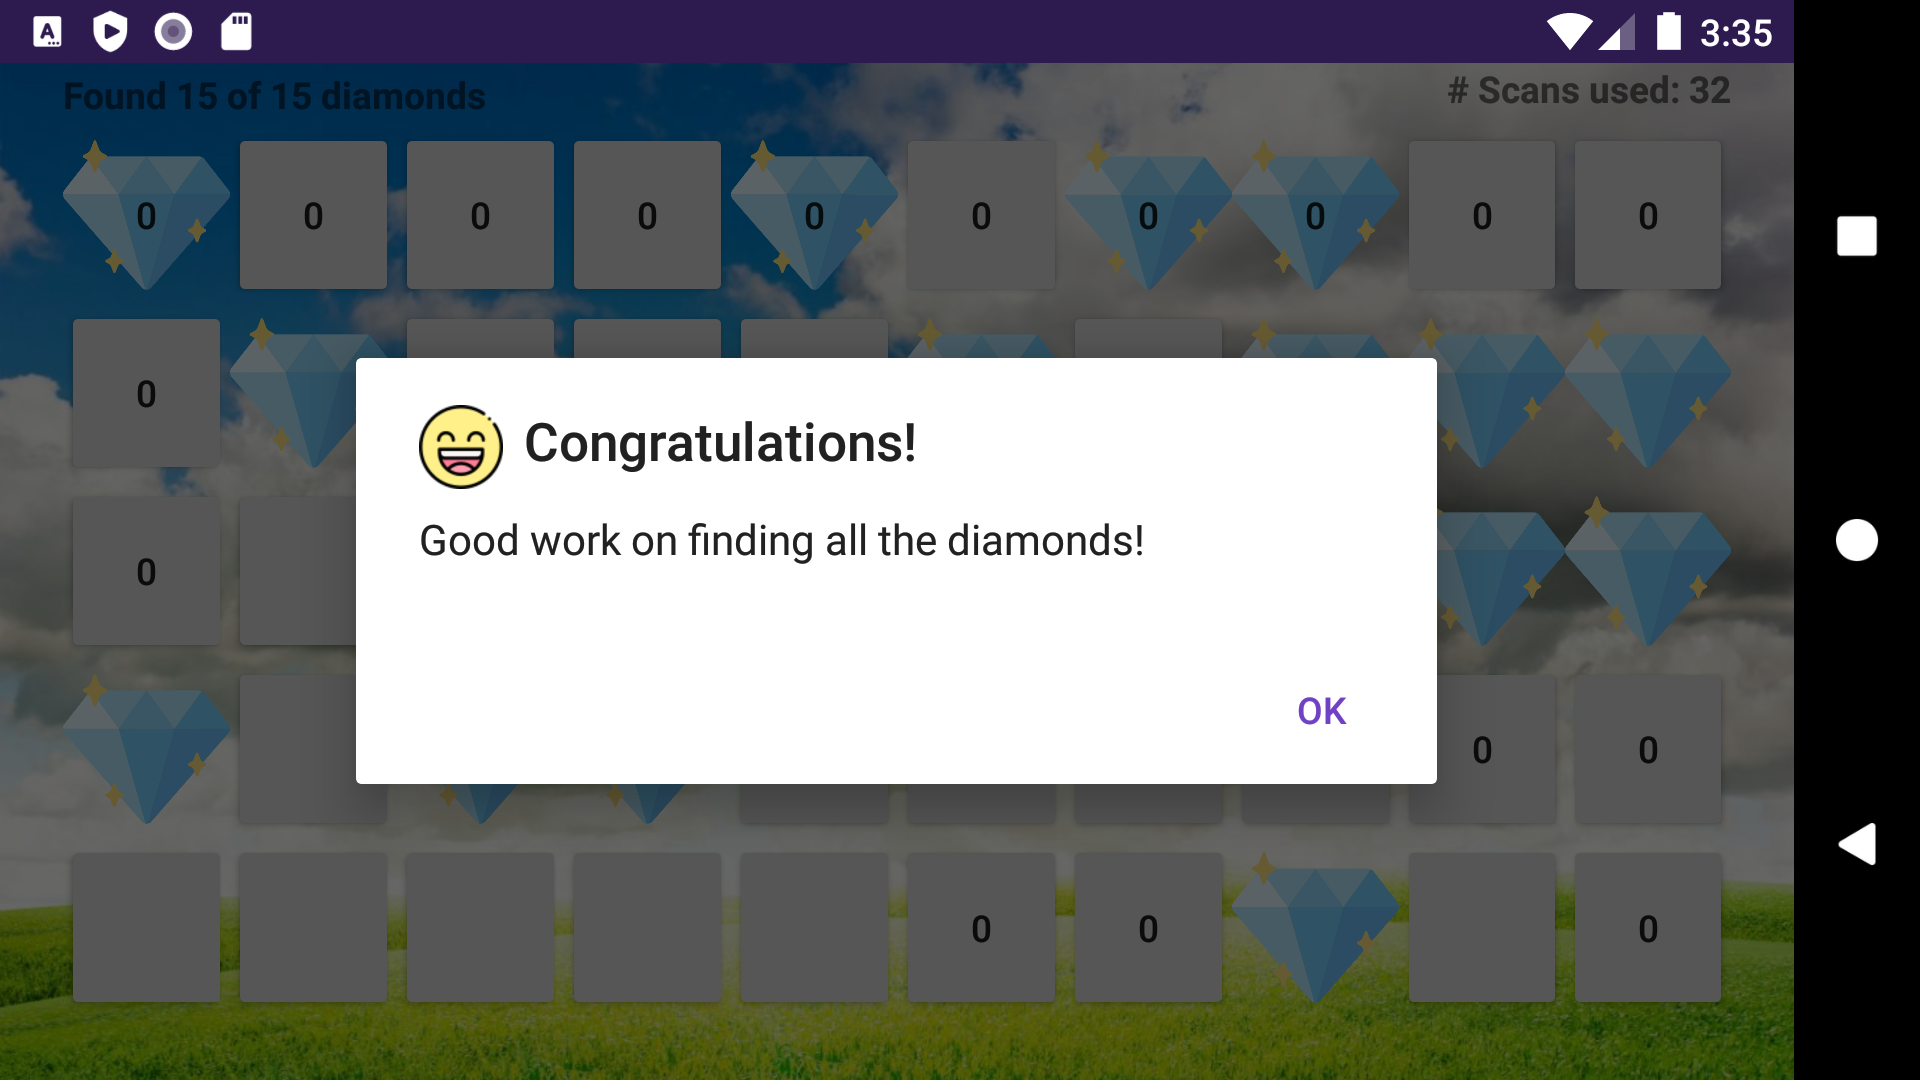 3:35
Found 15 of 15 diamonds
# Scans used: 32
0 0 0 0 0 0 0 0 0 0
0
Congratulations!
Good work on finding all the diamonds!
0
OK
0 0
0 0 0